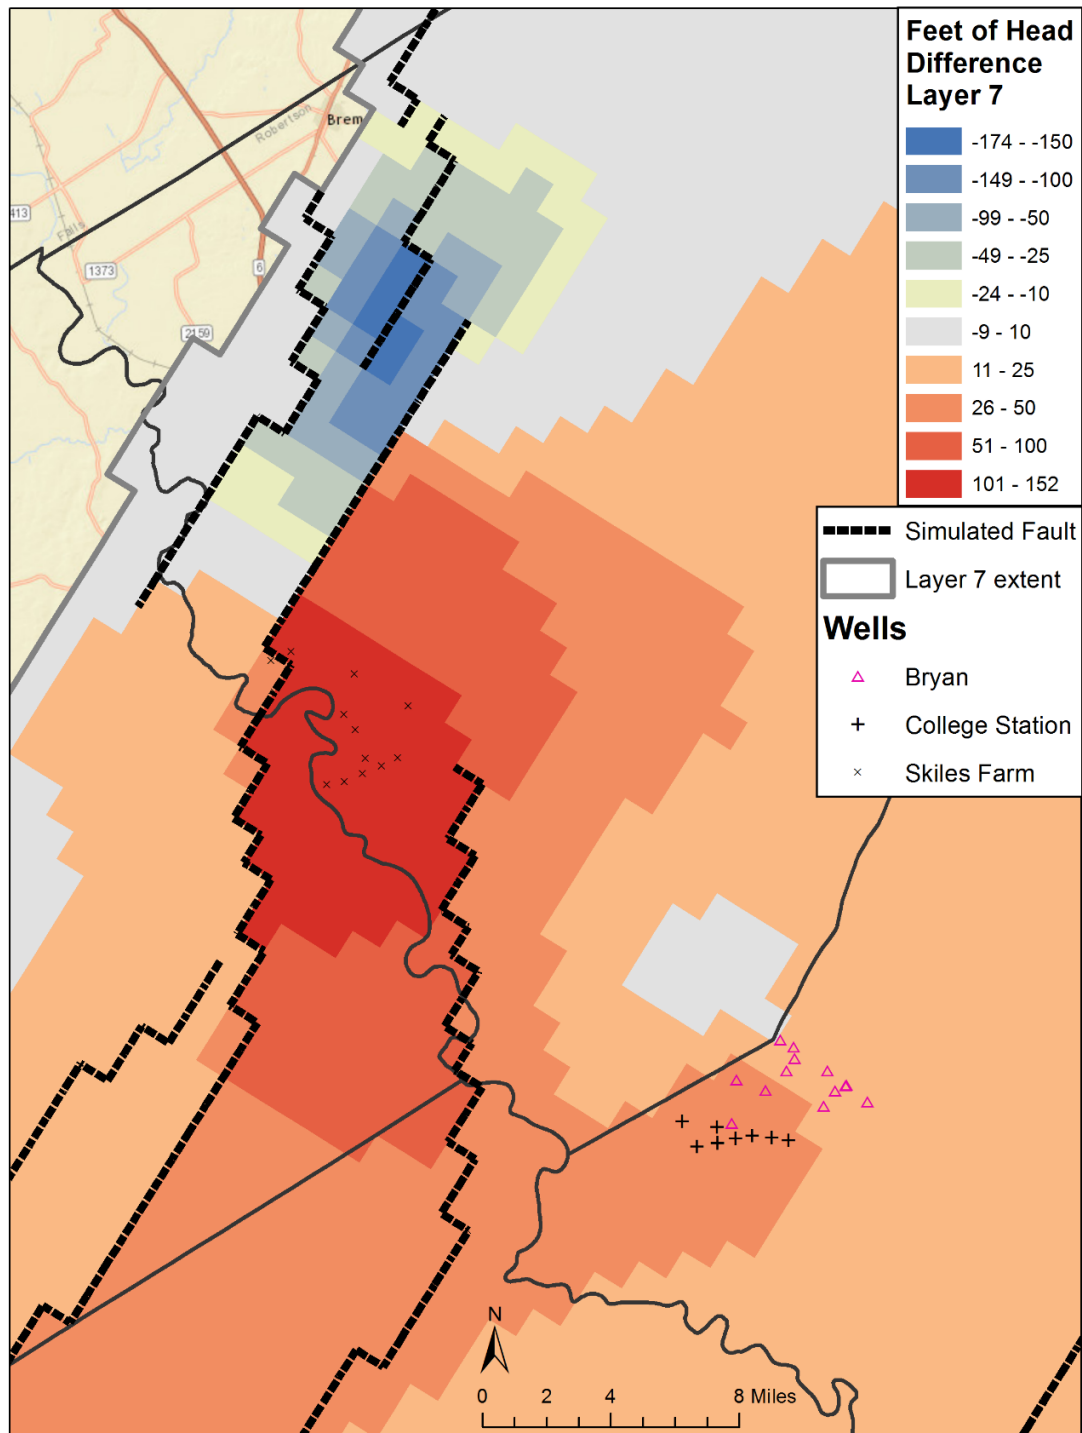 Feet of Head
Difference
Layer 7
-174 - -150
-149 - -100
-99 - -50
-49 - -25
-24 - -10
-9 - 10
11 - 25
26 - 50
51 - 100
101 - 152
Simulated Fault
Layer 7 extent
Wells
Bryan
College Station
Skiles Farm
Robertson
Brem
413
Falls
1373
6
2159
N
0 2 4 8 Miles